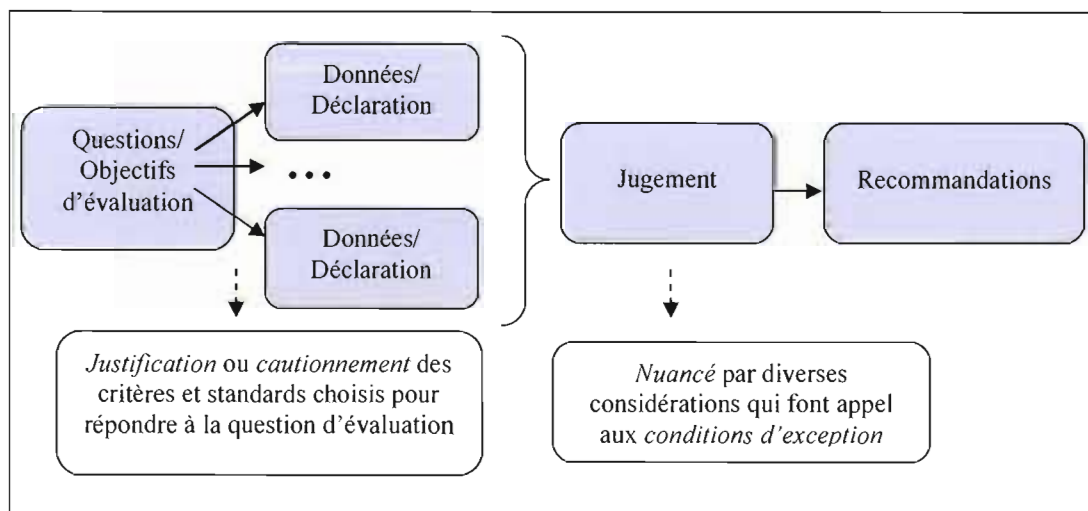 Questions/
Objectifs
d'évaluation
Données/
Déclaration
...
Données/
Déclaration
Jugement
Recommandations
Justification ou cautionnement des
critères et standards choisis pour
répondre à la question d'évaluation
Nuancé par diverses
considérations qui font appel
aux conditions d'exception